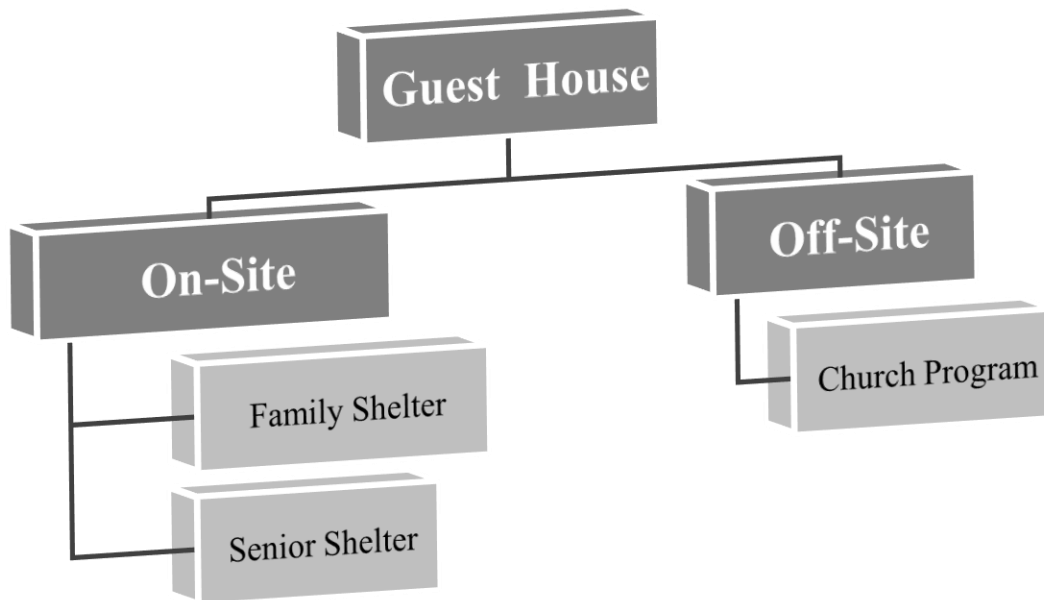 Guest House
On-Site
Off-Site
Family Shelter
Church Program
Senior Shelter